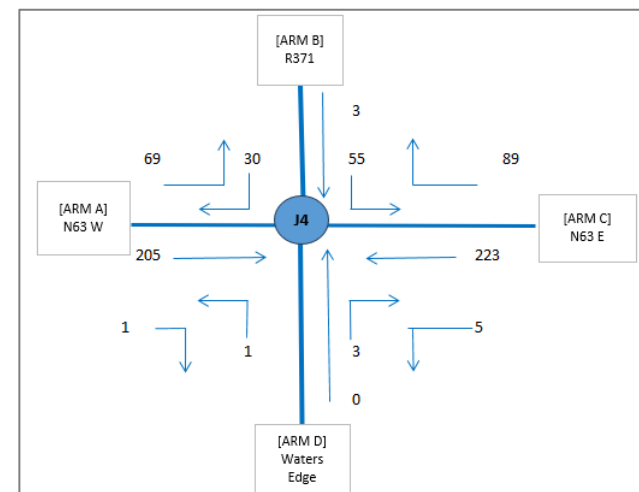 [ARM B]
R371
3
69
30
55
89
[ARM A]
N63 W
J4
[ARM C]
N63 E
205
223
1
1
3
5
0
[ARM D]
Waters
Edge